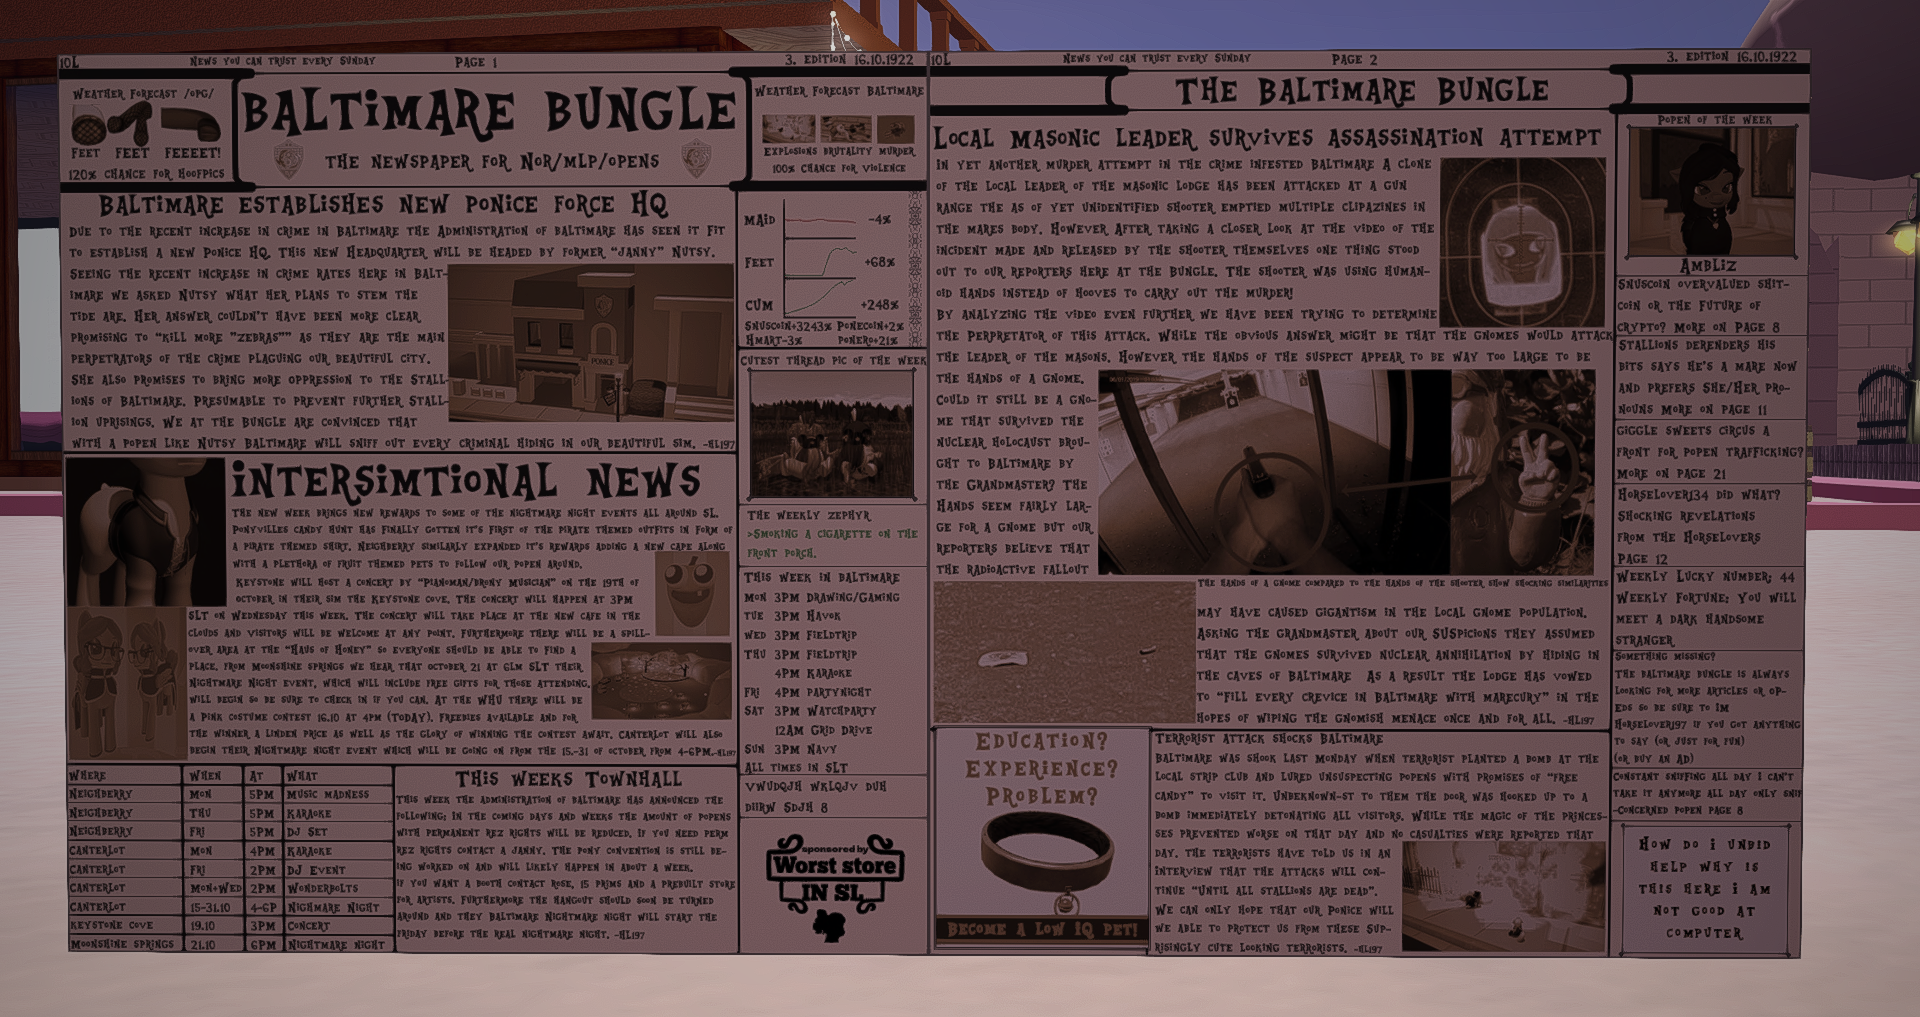 10L
News you can trust every Sunday
PAGE 1
3. EDITION 16.10.1922
WEATHER FORECAST /OPG/
FEET FEET FEEEET!
120% CHANCE FOR HOOFPICS
BALTIMARE BUNGLE
THE NEWSPAPER FOR NOR/MLP/OPENS
WEATHER FORECAST BALTIMARE
EXPLOSIONS BRUTALITY MURDER
100% CHANCE FOR VIOLENCE
BALTIMARE ESTABLISHES NEW PONICE FORCE HQ
DUE TO THE RECENT INCREASE IN CRIME IN BALTIMARE THE ADMINISTRATION OF BALTIMARE HAS SEEN IT FIT
TO ESTABLISH A NEW PONICE HQ. THIS NEW HEADQUARTER WILL BE HEADED BY FORMER "JANNY" NUTSY.
SEEING THE RECENT INCREASE IN CRIME RATES HERE IN BALT-
IMARE WE ASKED NUTSY WHAT HER PLANS TO STEM THE
TIDE ARE. HER ANSWER COULDN'T HAVE BEEN MORE CLEAR
PROMISING TO "KILL MORE "ZEBRAS"" AS THEY ARE THE MAIN
PERPETRATORS OF THE CRIME PLAGUING OUR BEAUTIFUL CITY.
SHE ALSO PROMISES TO BRING MORE OPPRESSION TO THE STALL-
IONS OF BALTIMARE. PRESUMABLE TO PREVENT FURTHER STALL-
ION UPRISINGS. WE AT THE BUNGLE ARE CONVINCED THAT
WITH A POPEN LIKE NUTSY BALTIMARE WILL SNIFF OUT EVERY CRIMINAL HIDING IN OUR BEAUTIFUL SIM. -HL197
PONICE
MAID -4%
FEET +68%
CUM +248%
SNUSCOIN+3243% PONECOIN+2%
HMART-3% PONERO+21%
CUTEST THREAD PIC OF THE WEEK
THE WEEKLY ZEPHYR
>SMOKING A CIGARETTE ON THE
FRONT PORCH.
THIS WEEK IN BALTIMARE
MON 3PM DRAWING/GAMING
TUE 3PM HAVOK
WED 3PM FIELDTRIP
THU 3PM FIELDTRIP
4PM KARAOKE
FRI 4PM PARTYNIGHT
SAT 3PM WATCHPARTY
12AM GRID DRIVE
SUN 3PM NAVY
ALL TIMES IN SLT
VWUDQJH WKLQJV DUH
DIIRW SDJH 8
sponsored by
Worst store
IN SL
INTERSIMTIONAL NEWS
THE NEW WEEK BRINGS NEW REWARDS TO SOME OF THE NIGHTMARE NIGHT EVENTS ALL AROUND SL.
PONYVILLES CANDY HUNT HAS FINALLY GOTTEN IT'S FIRST OF THE PIRATE THEMED OUTFITS IN FORM OF
A PIRATE THEMED SHIRT. NEIGHBERRY SIMILARLY EXPANDED IT'S REWARDS ADDING A NEW CAPE ALONG
WITH A PLETHORA OF FRUIT THEMED PETS TO FOLLOW OUR POPEN AROUND.
KEYSTONE WILL HOST A CONCERT BY "PIANOMAN/BRONY MUSICIAN" ON THE 19TH OF
OCTOBER IN THEIR SIM THE KEYSTONE COVE. THE CONCERT WILL HAPPEN AT 3PM
SLT ON WEDNESDAY THIS WEEK. THE CONCERT WILL TAKE PLACE AT THE NEW CAFE IN THE
CLOUDS AND VISITORS WILL BE WELCOME AT ANY POINT. FURTHERMORE THERE WILL BE A SPILL-
OVER AREA AT THE "HAUS OF HONEY" SO EVERYONE SHOULD BE ABLE TO FIND A
PLACE. FROM MOONSHINE SPRINGS WE HEAR THAT OCTOBER 21 AT 6LM SLT THEIR
NIGHTMARE NIGHT EVENT, WHICH WILL INCLUDE FREE GIFTS FOR THOSE ATTENDING,
WILL BEGIN SO BE SURE TO CHECK IN IF YOU CAN. AT THE WHU THERE WILL BE
A PINK COSTUME CONTEST 16.10 AT 4PM (TODAY). FREEBIES AVAILABLE AND FOR
THE WINNER A LINDEN PRICE AS WELL AS THE GLORY OF WINNING THE CONTEST AWAIT. CANTERLOT WILL ALSO
BEGIN THEIR NIGHTMARE NIGHT EVENT WHICH WILL BE GOING ON FROM THE 15.-31 OF OCTOBER FROM 4-6PM.-HL197
WHERE WHEN AT WHAT
NEIGHBERRY MON 5PM MUSIC MADNESS
NEIGHBERRY THU 5PM KARAOKE
NEIGHBERRY FRI 5PM DJ SET
CANTERLOT MON 4PM KARAOKE
CANTERLOT FRI 2PM DJ EVENT
CANTERLOT MON+WED 2PM WONDERBOLTS
CANTERLOT 15-31.10 4-6P NIGHMARE NIGHT
KEYSTONE COVE 19.10 3PM CONCERT
MOONSHINE SPRINGS 21.10 6PM NIGHTMARE NIGHT
THIS WEEKS TOWNHALL
THIS WEEK THE ADMINISTRATION OF BALTIMARE HAS ANNOUNCED THE
FOLLOWING: IN THE COMING DAYS AND WEEKS THE AMOUNT OF POPENS
WITH PERMANENT REZ RIGHTS WILL BE REDUCED. IF YOU NEED PERM
REZ RIGHTS CONTACT A JANNY. THE PONY CONVENTION IS STILL BE-
ING WORKED ON AND WILL LIKELY HAPPEN IN ABOUT A WEEK.
IF YOU WANT A BOOTH CONTACT ROSE. 15 PRIMS AND A PREBUILT STORE
FOR ARTISTS. FURTHERMORE THE HANGOUT SHOULD SOON BE TURNED
AROUND AND THEY BALTIMARE NIGHTMARE NIGHT WILL START THE
FRIDAY BEFORE THE REAL NIGHTMARE NIGHT. -HL197
10L
News you can trust every Sunday
PAGE 2
3. EDITION 16.10.1922
THE BALTIMARE BUNGLE
LOCAL MASONIC LEADER SURVIVES ASSASSINATION ATTEMPT
IN YET ANOTHER MURDER ATTEMPT IN THE CRIME INFESTED BALTIMARE A CLONE
OF THE LOCAL LEADER OF THE MASONIC LODGE HAS BEEN ATTACKED AT A GUN
RANGE THE AS OF YET UNIDENTIFIED SHOOTER EMPTIED MULTIPLE CLIPAZINES IN
THE MARES BODY. HOWEVER AFTER TAKING A CLOSER LOOK AT THE VIDEO OF THE
INCIDENT MADE AND RELEASED BY THE SHOOTER THEMSELVES ONE THING STOOD
OUT TO OUR REPORTERS HERE AT THE BUNGLE. THE SHOOTER WAS USING HUMAN-
OID HANDS INSTEAD OF HOOVES TO CARRY OUT THE MURDER!
BY ANALYZING THE VIDEO EVEN FURTHER WE HAVE BEEN TRYING TO DETERMINE
THE PERPRETATOR OF THIS ATTACK. WHILE THE OBVIOUS ANSWER MIGHT BE THAT THE GNOMES WOULD ATTACK
THE LEADER OF THE MASONS. HOWEVER THE HANDS OF THE SUSPECT APPEAR TO BE WAY TOO LARGE TO BE
THE HANDS OF A GNOME.
COULD IT STILL BE A GNO-
ME THAT SURVIVED THE
NUCLEAR HOLOCAUST BROU-
GHT TO BALTIMARE BY
THE GRANDMASTER? THE
HANDS SEEM FAIRLY LAR-
GE FOR A GNOME BUT OUR
REPORTERS BELIEVE THAT
THE RADIOACTIVE FALLOUT
THE HANDS OF A GNOME COMPARED TO THE HANDS OF THE SHOOTER SHOW SHOCKING SIMILARITIES
MAY HAVE CAUSED GIGANTISM IN THE LOCAL GNOME POPULATION.
ASKING THE GRANDMASTER ABOUT OUR SUSPICIONS THEY ASSUMED
THAT THE GNOMES SURVIVED NUCLEAR ANNIHILATION BY HIDING IN
THE CAVES OF BALTIMARE AS A RESULT THE LODGE HAS VOWED
TO "FILL EVERY CREVICE IN BALTIMARE WITH MARECURY" IN THE
HOPES OF WIPING THE GNOMISH MENACE ONCE AND FOR ALL. -HL197
EDUCATION?
EXPERIENCE?
PROBLEM?
BECOME A LOW IQ PET!
TERRORIST ATTACK SHOCKS BALTIMARE
BALTIMARE WAS SHOOK LAST MONDAY WHEN TERRORIST PLANTED A BOMB AT THE
LOCAL STRIP CLUB AND LURED UNSUSPECTING POPENS WITH PROMISES OF "FREE
CANDY" TO VISIT IT. UNBEKNOWN-ST TO THEM THE DOOR WAS HOOKED UP TO A
BOMB IMMEDIATELY DETONATING ALL VISITORS. WHILE THE MAGIC OF THE PRINCES-
SES PREVENTED WORSE ON THAT DAY AND NO CASUALTIES WERE REPORTED THAT
DAY. THE TERRORISTS HAVE TOLD US IN AN
INTERVIEW THAT THE ATTACKS WILL CON-
TINUE "UNTIL ALL STALLIONS ARE DEAD".
WE CAN ONLY HOPE THAT OUR PONICE WILL
WE ABLE TO PROTECT US FROM THESE SUP-
RISINGLY CUTE LOOKING TERRORISTS. -HL197
POPEN OF THE WEEK
AMBLIZ
SNUSCOIN OVERVALUED SHIT-
COIN OR THE FUTURE OF
CRYPTO? MORE ON PAGE 8
STALLIONS DERENDERS HIS
BITS SAYS HE'S A MARE NOW
AND PREFERS SHE/HER PRO-
NOUNS MORE ON PAGE 11
GIGGLE SWEETS CIRCUS A
FRONT FOR POPEN TRAFFICKING?
MORE ON PAGE 21
HORSELOVER134 DID WHAT?
SHOCKING REVELATIONS
FROM THE HORSELOVERS
PAGE 12
WEEKLY LUCKY NUMBER: 44
WEEKLY FORTUNE: YOU WILL
MEET A DARK HANDSOME
STRANGER
SOMETHING MISSING?
THE BALTIMARE BUNGLE IS ALWAYS
LOOKING FOR MORE ARTICLES OR OP-
EDS SO BE SURE TO IM
HORSELOVER197 IF YOU GOT ANYTHING
TO SAY (OR JUST FOR FUN)
(OR BUY AN AD)
CONSTANT SNIFFING ALL DAY I CAN'T
TAKE IT ANYMORE ALL DAY ONLY SNIF
-CONCERNED POPEN PAGE 8
HOW DO I UNDID
HELP WHY IS
THIS HERE I AM
NOT GOOD AT
COMPUTER